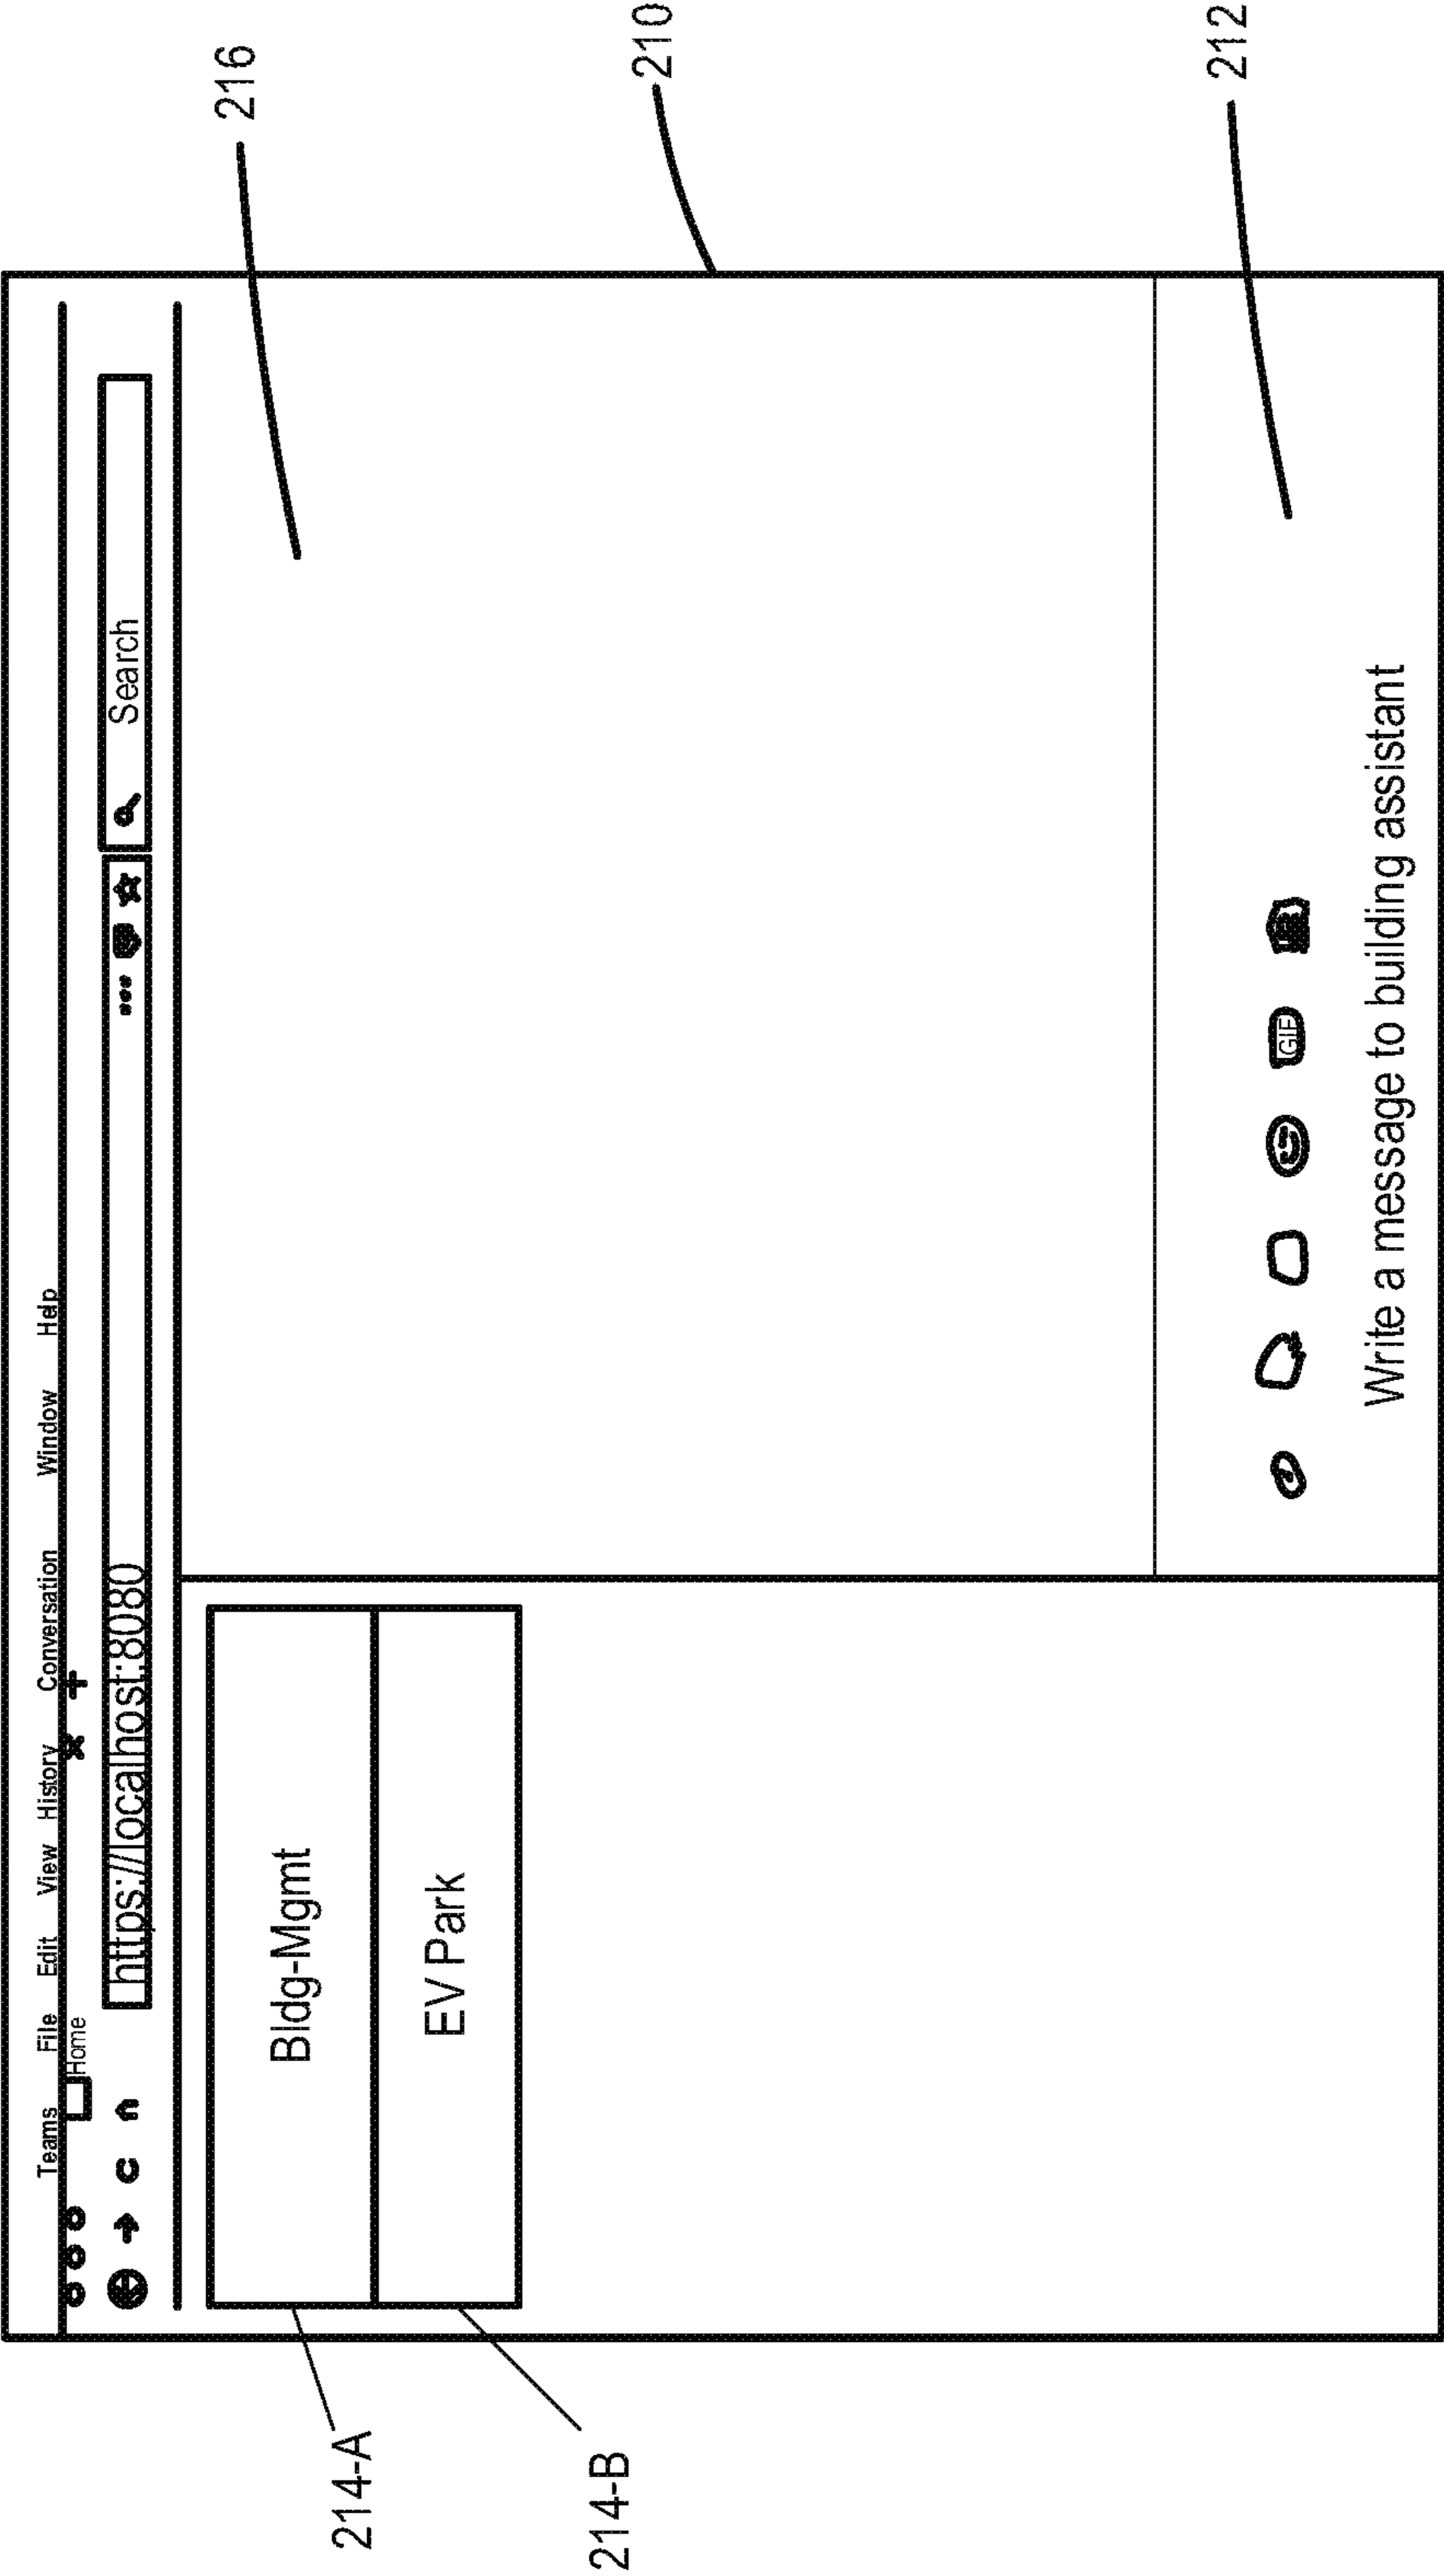 Teams File Edit View History Conversation Window Help
Home
https://localhost:8080
Search
216
Bldg-Mgmt
214-A
EV Park
214-B
210
GIF
212
Write a message to building assistant